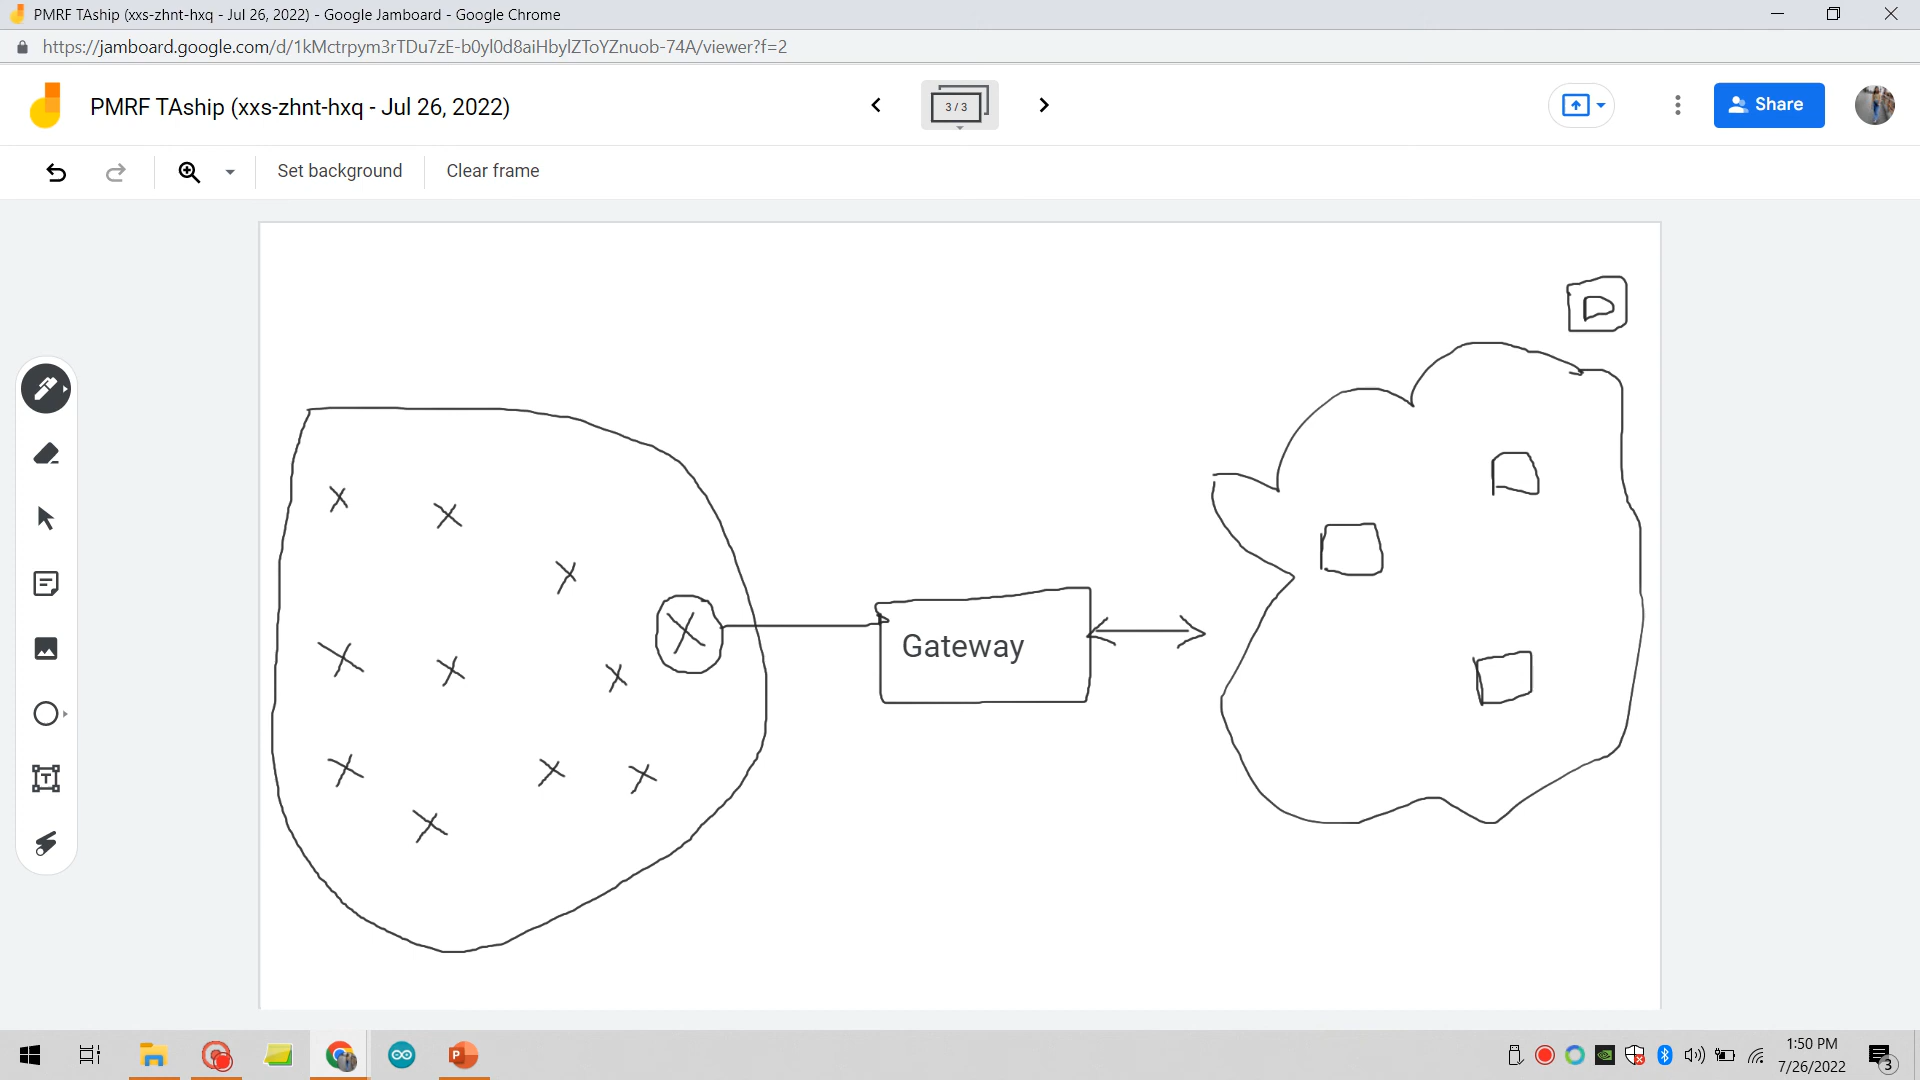 PMRF TAship (xxs-zhnt-hxq - Jul 26, 2022) - Google Jamboard - Google Chrome
https://jamboard.google.com/d/1kMctrpym3rTDu7zE-b0yl0d8aiHbylZToYZnuob-74A/viewer?f=2
PMRF TAship (xxs-zhnt-hxq - Jul 26, 2022)
3 / 3
Share
Set background
Clear frame
D
X X
X
X
X X X
Gateway
X X X
X
1:50 PM
7/26/2022
3